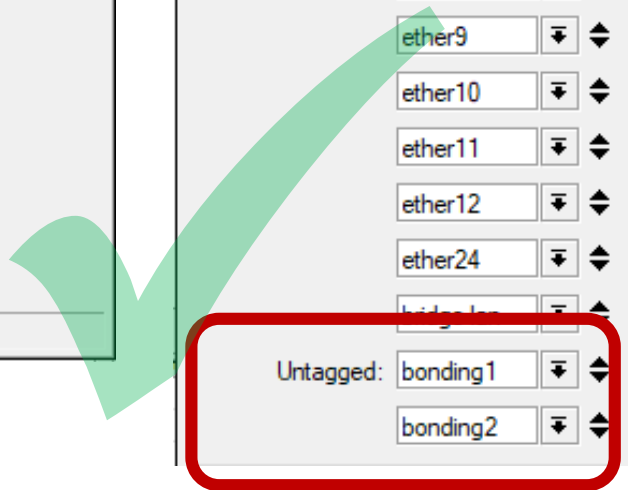 ether9
ether10
ether11
ether12
ether24
Untagged: bonding1
bonding2